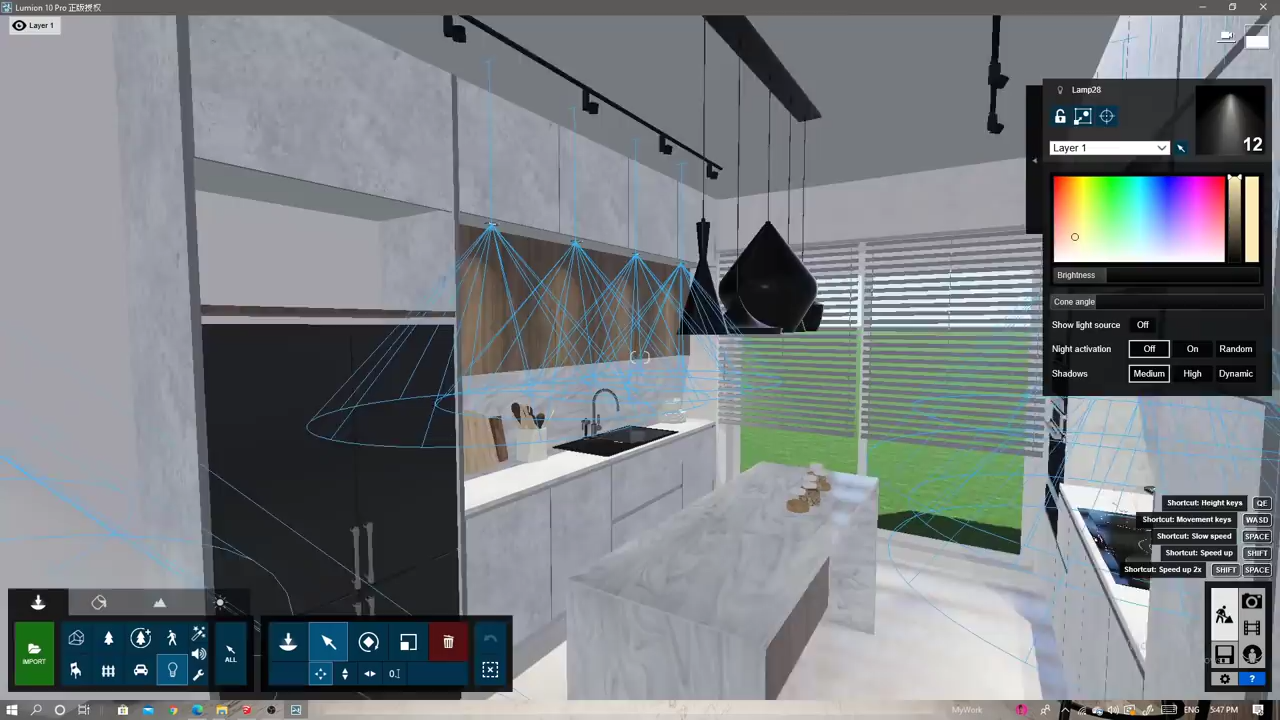 Lumion 10 Pro 正版授权
Layer 1
Lamp28
12
Layer 1
Brightness
Cone angle
Show light source Off
Night activation Off On Random
Shadows Medium High Dynamic
Shortcut: Height keys QE
Shortcut: Movement keys WASD
Shortcut: Slow speed SPACE
Shortcut: Speed up SHIFT
Shortcut: Speed up 2x SHIFT SPACE
IMPORT
ALL
?
MyWork
ENG
5:47 PM